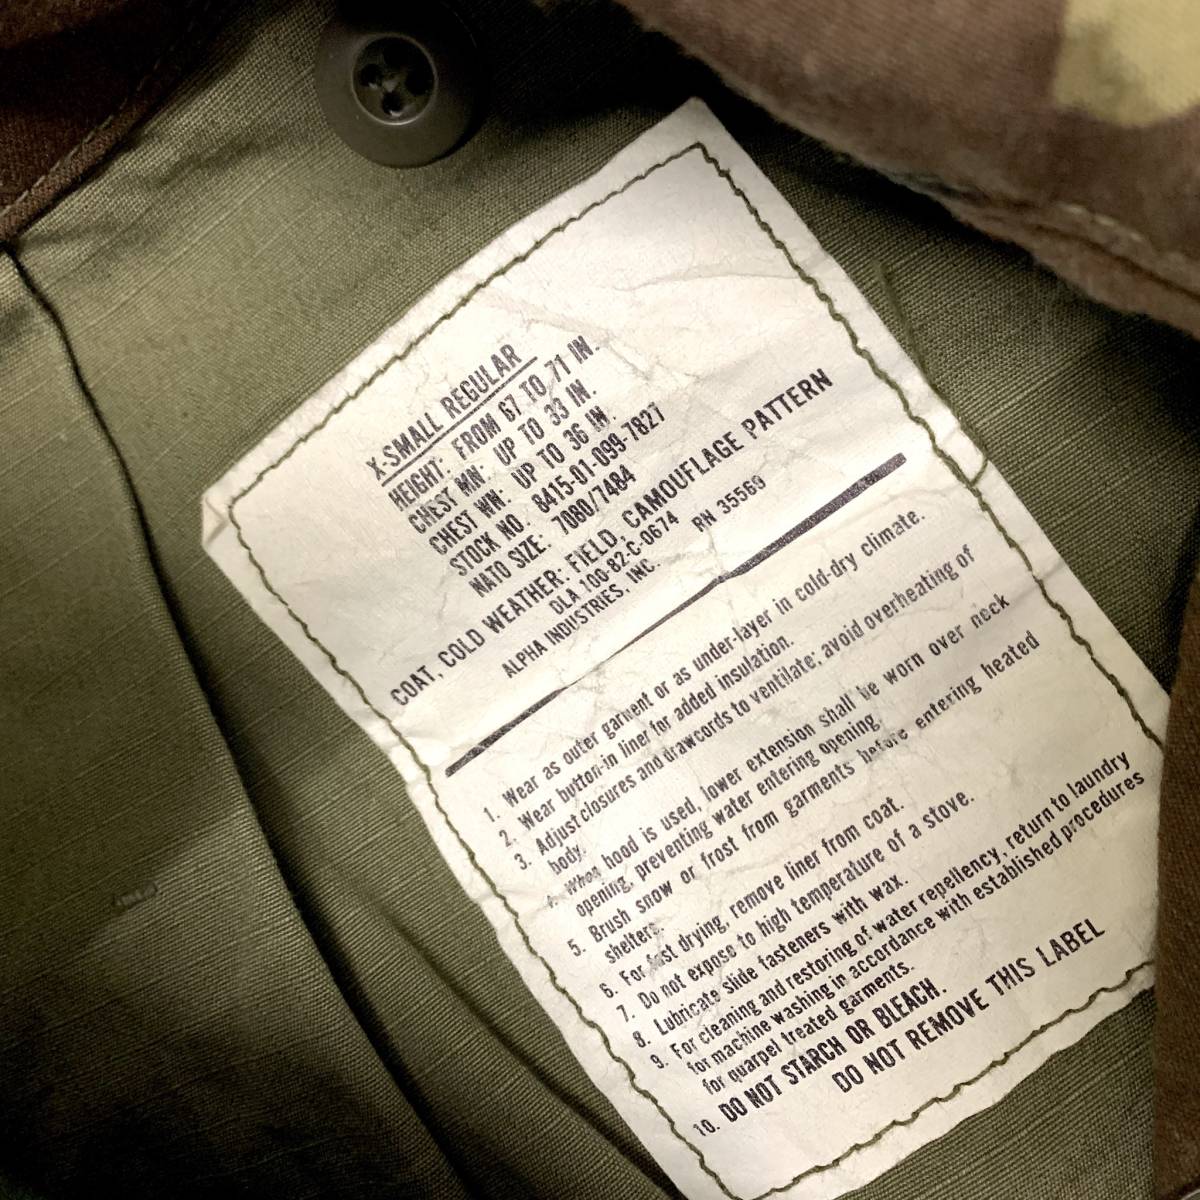 X-SMALL REGULAR
HEIGHT: FROM 67 TO 71 IN.
CHEST MN: UP TO 33 IN.
CHEST WN: UP TO 36 IN.
STOCK NO. 8415-01-099-7827
NATO SIZE: 7080/7484
COAT, COLD WEATHER: FIELD, CAMOUFLAGE PATTERN
DLA 100-82-C-0674 RN 35569
ALPHA INDUSTRIES, INC.
1. Wear as outer garment or as under-layer in cold-dry climate.
2. Wear button-in liner for added insulation.
3. Adjust closures and drawcords to ventilate; avoid overheating of
body.
When hood is used, lower extension shall be worn over neck
opening, preventing water entering opening.
5. Brush snow or frost from garments before entering heated
shelters.
6. For fast drying, remove liner from coat.
7. Do not expose to high temperature of a stove.
8. Lubricate slide fasteners with wax.
9. For cleaning and restoring of water repellency, return to laundry
for machine washing in accordance with established procedures
for quarpel treated garments.
10. DO NOT STARCH OR BLEACH.
DO NOT REMOVE THIS LABEL